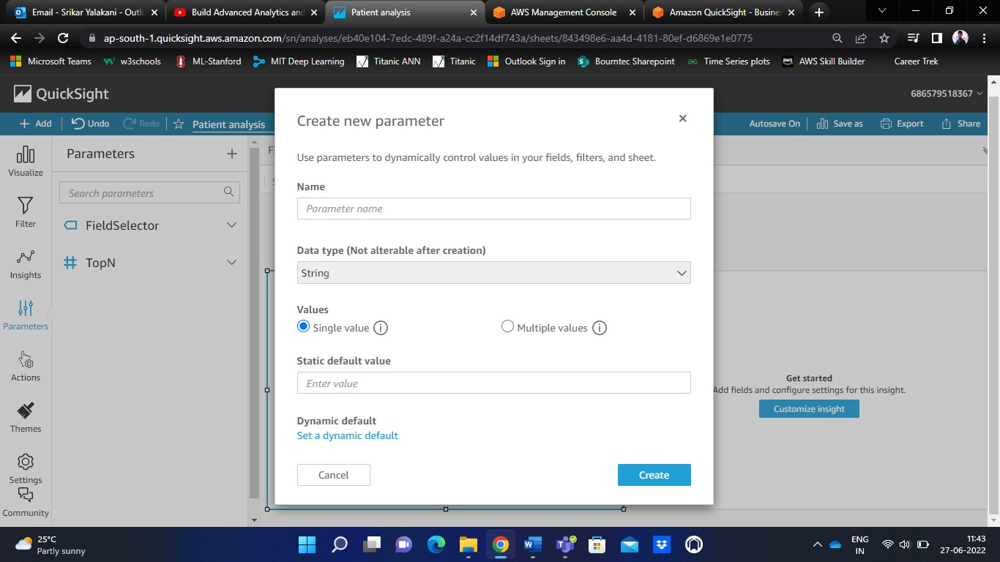 Email - Srikar Yalakani - Outlo
Build Advanced Analytics and
Patient analysis
AWS Management Console
Amazon QuickSight - Busine
ap-south-1.quicksight.aws.amazon.com/sn/analyses/eb40e104-7edc-489f-a24a-cc2f14df743a/sheets/843498e6-aa4d-4181-80ef-d6869e1e0775
Microsoft Teams
w3schools
ML-Stanford
MIT Deep Learning
Titanic ANN
Titanic
Outlook Sign in
Bourntec Sharepoint
Time Series plots
aws
AWS Skill Builder
Career Trek
QuickSight
686579518367
Add
Undo
Redo
Patient analysis
Autosave On
Save as
Export
Share
Visualize
Filter
Insights
Parameters
Actions
Themes
Settings
Community
Parameters
Search parameters
FieldSelector
TopN
Create new parameter
Use parameters to dynamically control values in your fields, filters, and sheet.
Name
Parameter name
Data type (Not alterable after creation)
String
Values
Single value
Multiple values
Static default value
Enter value
Dynamic default
Set a dynamic default
Cancel
Create
Get started
Add fields and configure settings for this insight.
Customize insight
25°C
Partly sunny
ENG
IN
11:43
27-06-2022